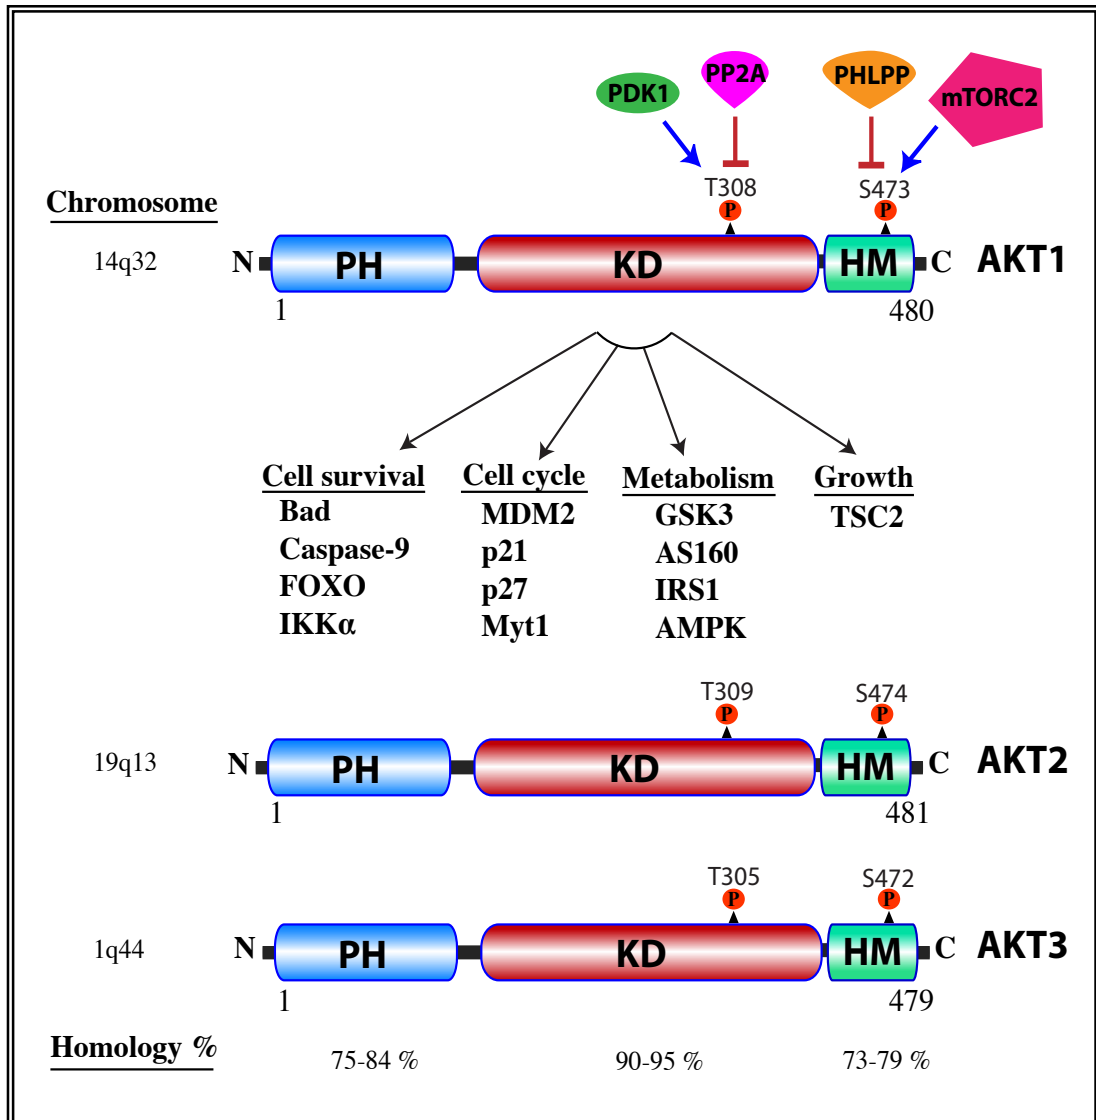 PDK1 PP2A PHLPP mTORC2
T308 S473
P P
Chromosome
14q32 N PH KD HM C AKT1
1 480
Cell survival Cell cycle Metabolism Growth
Bad MDM2 GSK3 TSC2
Caspase-9 p21 AS160
FOXO p27 IRS1
IKKα Myt1 AMPK
T309 S474
P P
19q13 N PH KD HM C AKT2
1 481
T305 S472
P P
1q44 N PH KD HM C AKT3
1 479
Homology % 75-84 % 90-95 % 73-79 %